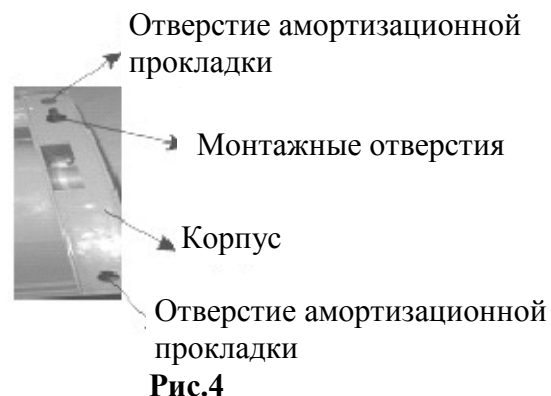 Отверстие амортизационной
прокладки
Монтажные отверстия
Корпус
Отверстие амортизационной
прокладки
Рис.4